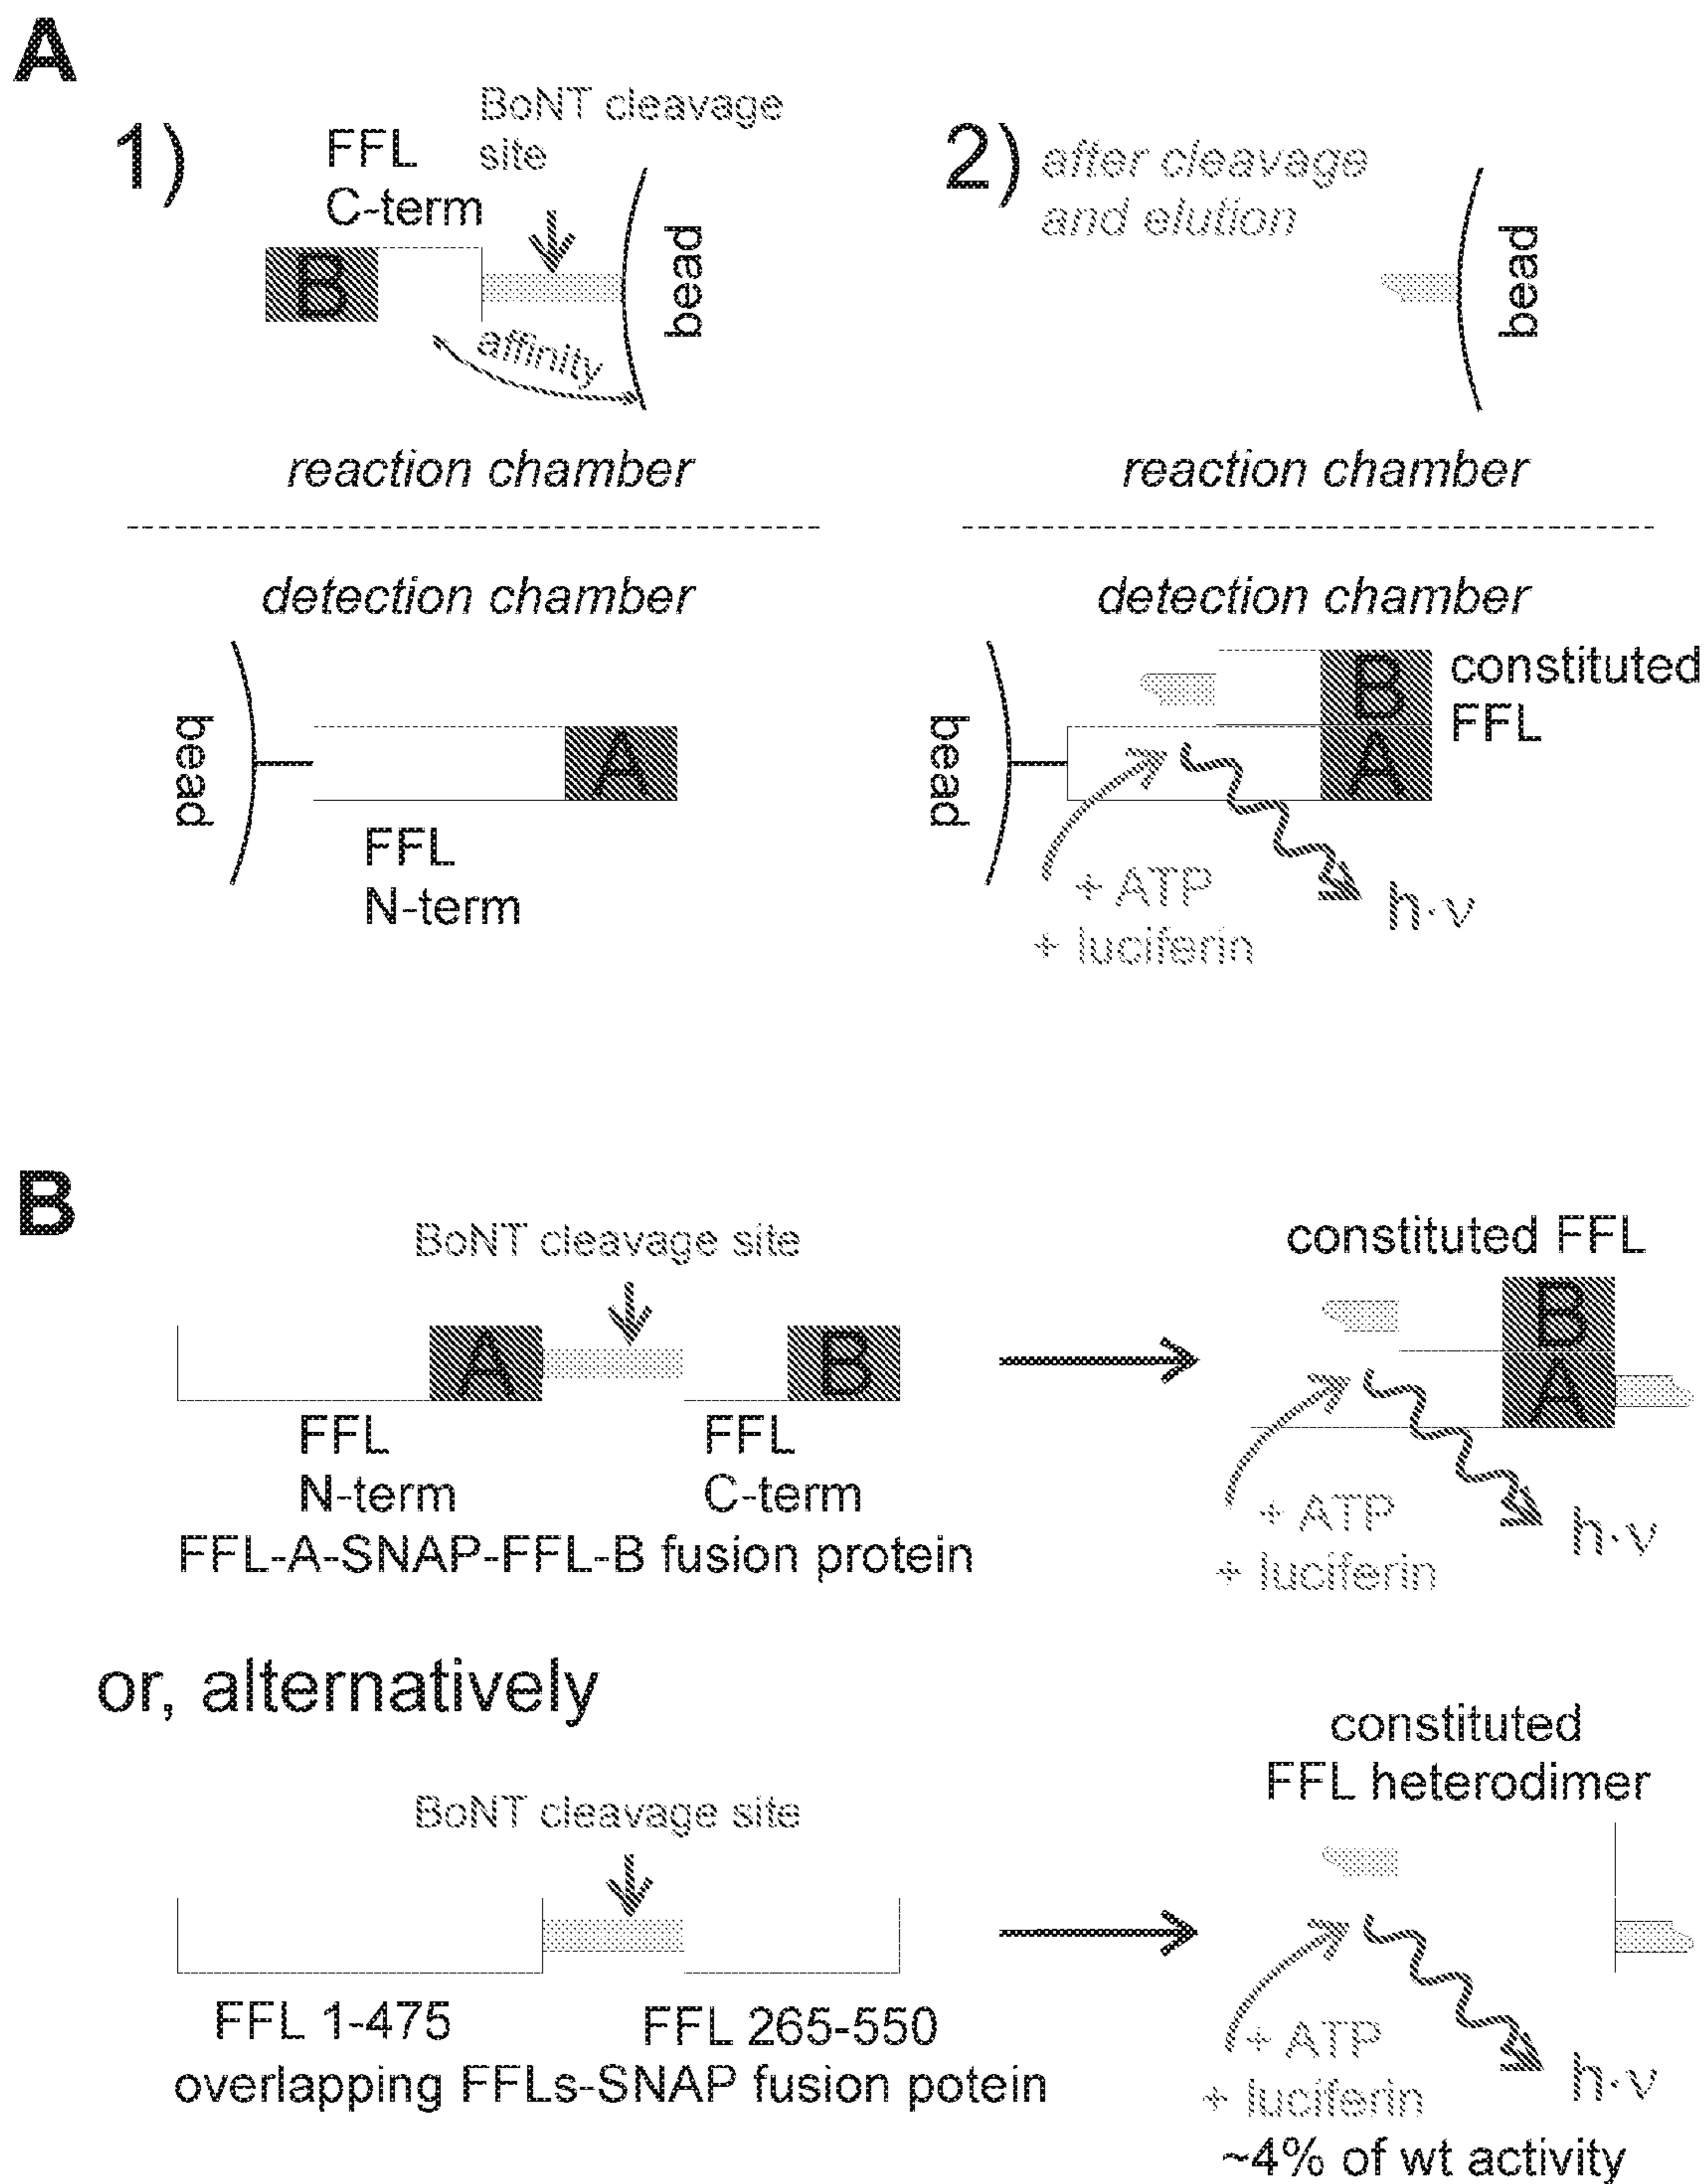 A
1)
BoNT cleavage
site
FFL
C-term
B
affinity
bead
reaction chamber
detection chamber
bead
A
FFL
N-term
2)
after cleavage
and elution
bead
reaction chamber
detection chamber
bead
B
A
constituted
FFL
+ ATP
+ luciferin
h·ν
B
BoNT cleavage site
A
B
FFL
N-term
FFL
C-term
FFL-A-SNAP-FFL-B fusion protein
constituted FFL
B
A
+ ATP
+ luciferin
h·ν
or, alternatively
BoNT cleavage site
FFL 1-475
FFL 265-550
overlapping FFLs-SNAP fusion potein
constituted
FFL heterodimer
+ ATP
+ luciferin
h·ν
~4% of wt activity